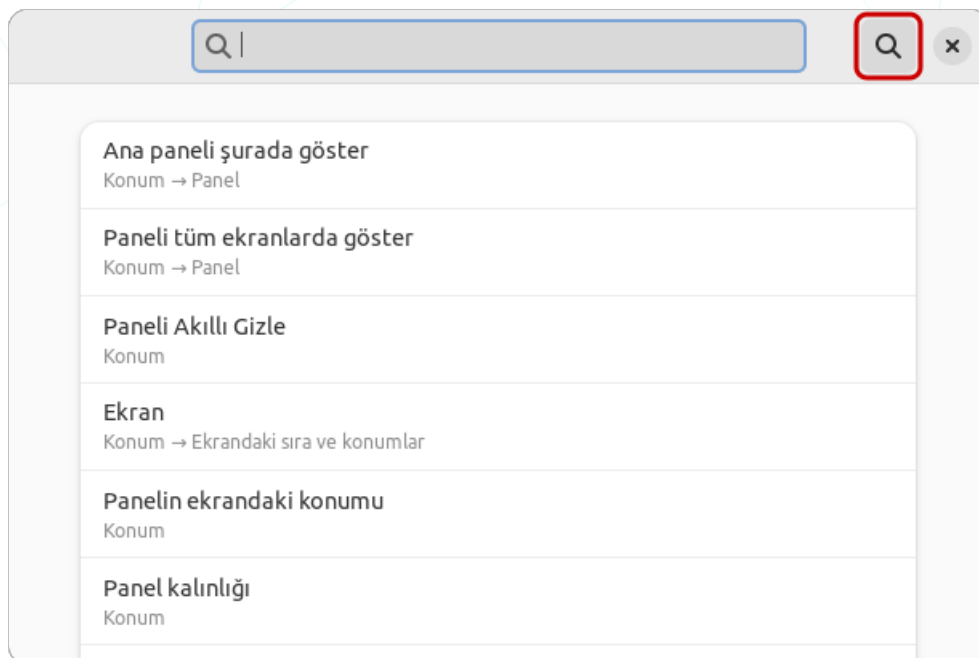 Ana paneli şurada göster
Konum → Panel
Paneli tüm ekranlarda göster
Konum → Panel
Paneli Akıllı Gizle
Konum
Ekran
Konum → Ekrandaki sıra ve konumlar
Panelin ekrandaki konumu
Konum
Panel kalınlığı
Konum